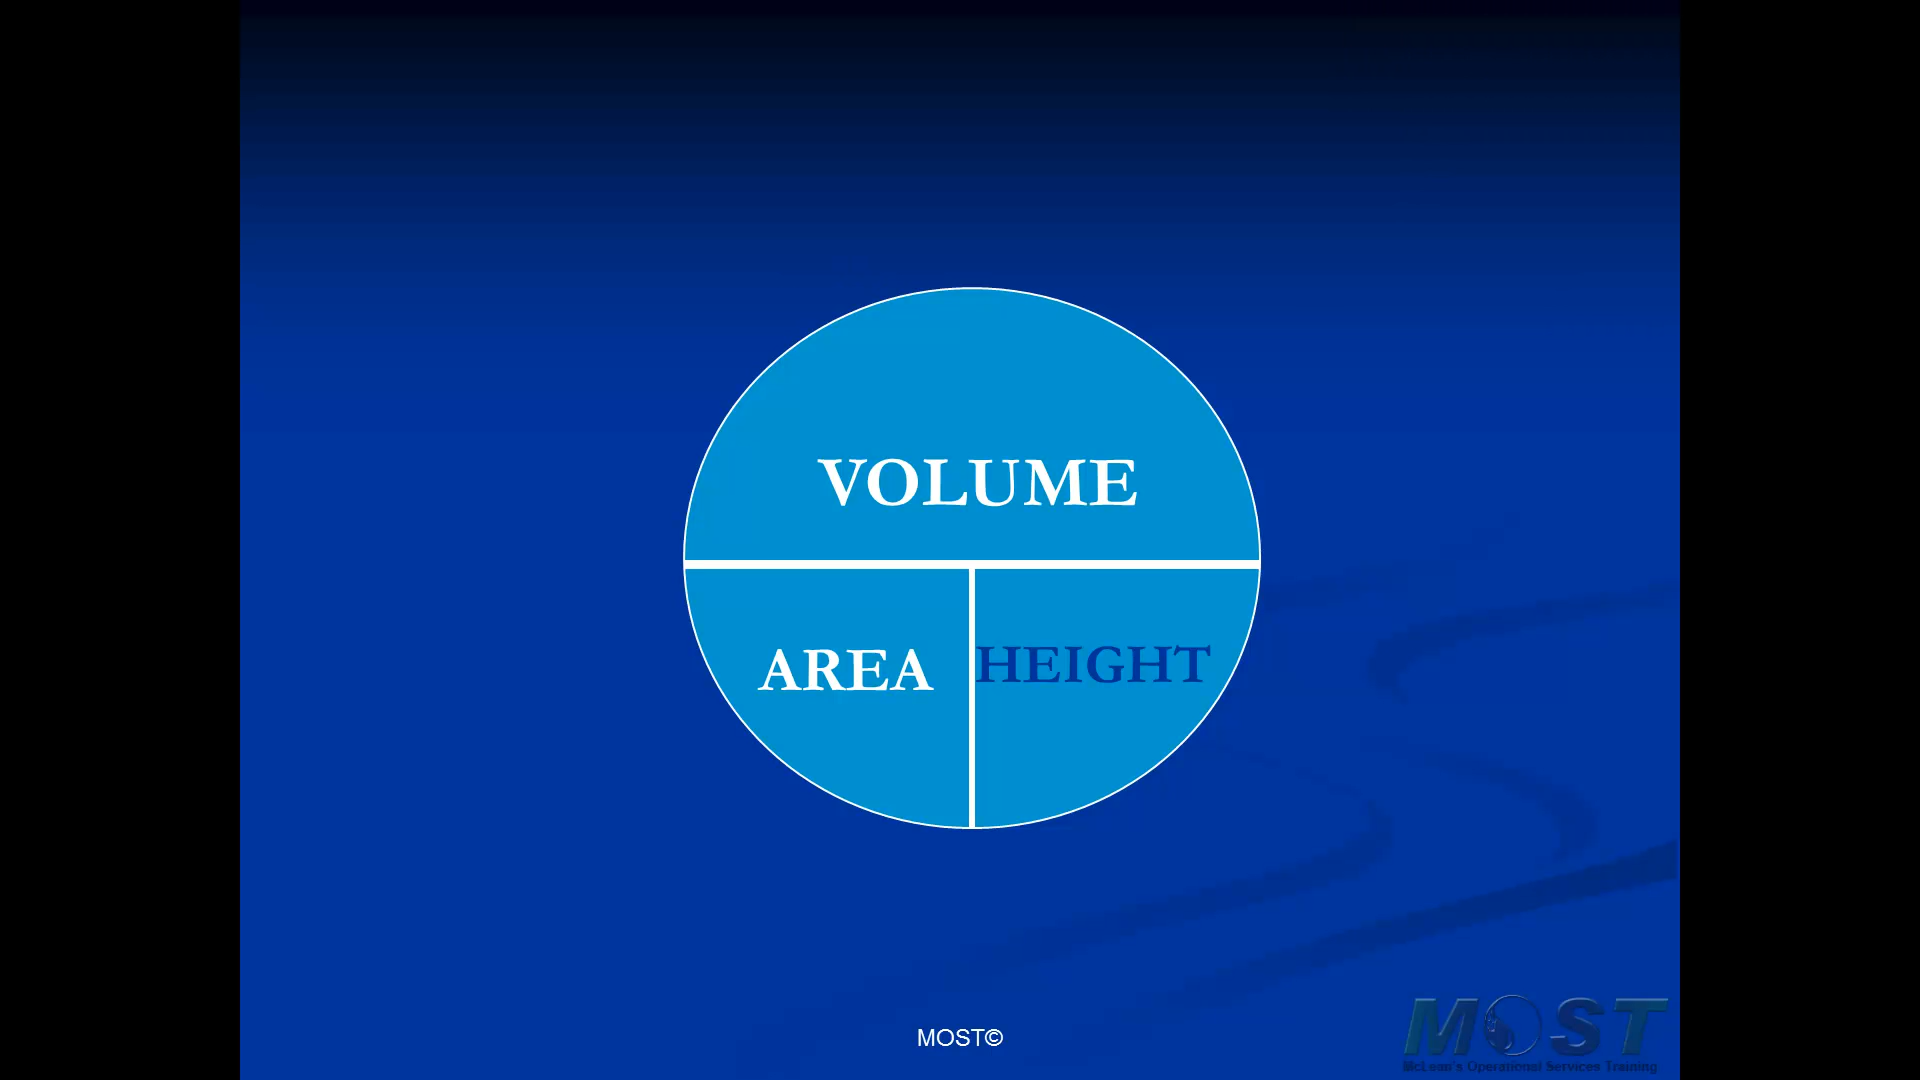 VOLUME
AREA
HEIGHT
MOST©
MOST
McLean's Operational Services Training